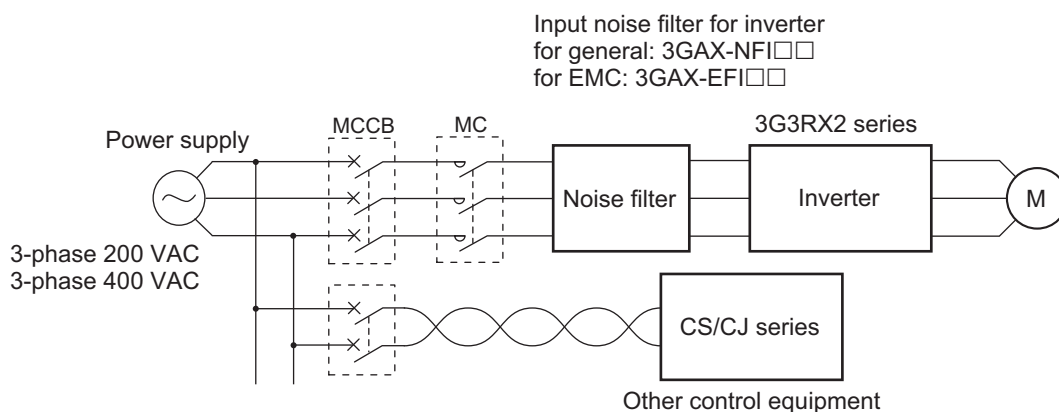 Input noise filter for inverter
for general: 3GAX-NFI□□
for EMC: 3GAX-EFI□□
Power supply
MCCB
MC
3G3RX2 series
Noise filter
Inverter
M
3-phase 200 VAC
3-phase 400 VAC
CS/CJ series
Other control equipment